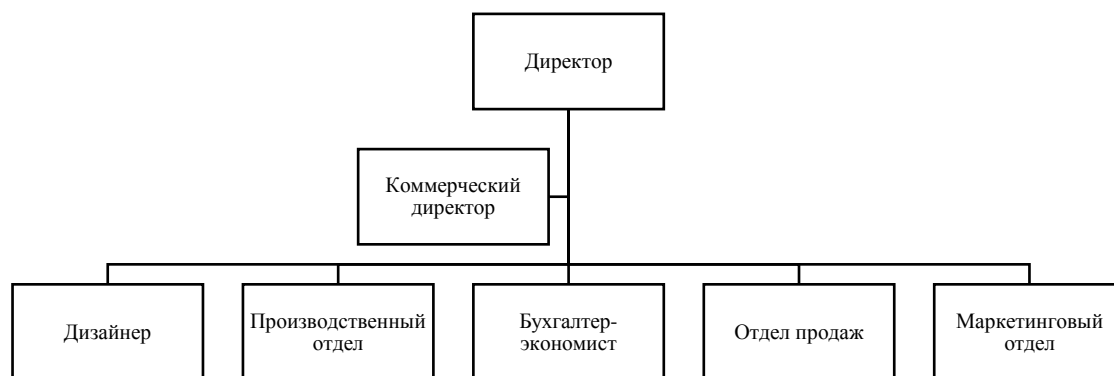 Директор
Коммерческий
директор
Дизайнер
Производственный
отдел
Бухгалтер-
экономист
Отдел продаж
Маркетинговый
отдел